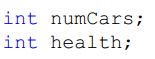 int numCars;
int health;